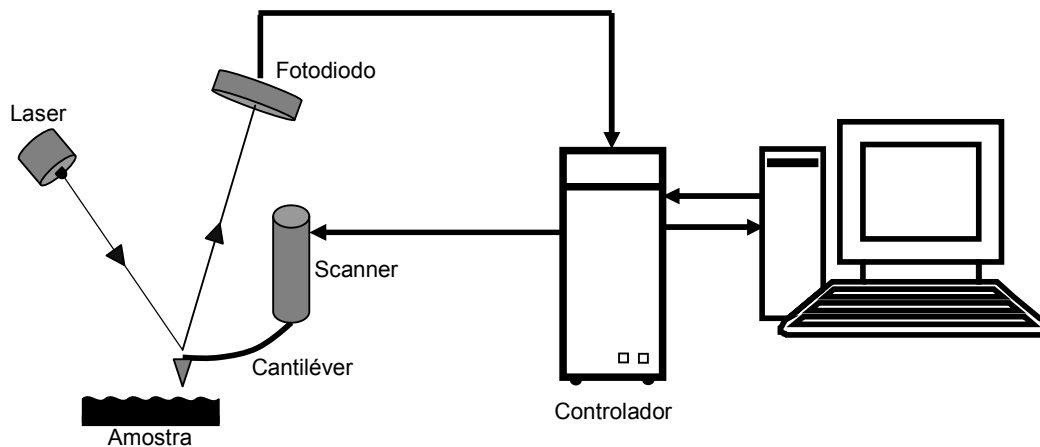 Fotodiodo
Laser
Scanner
Cantiléver
Controlador
Amostra